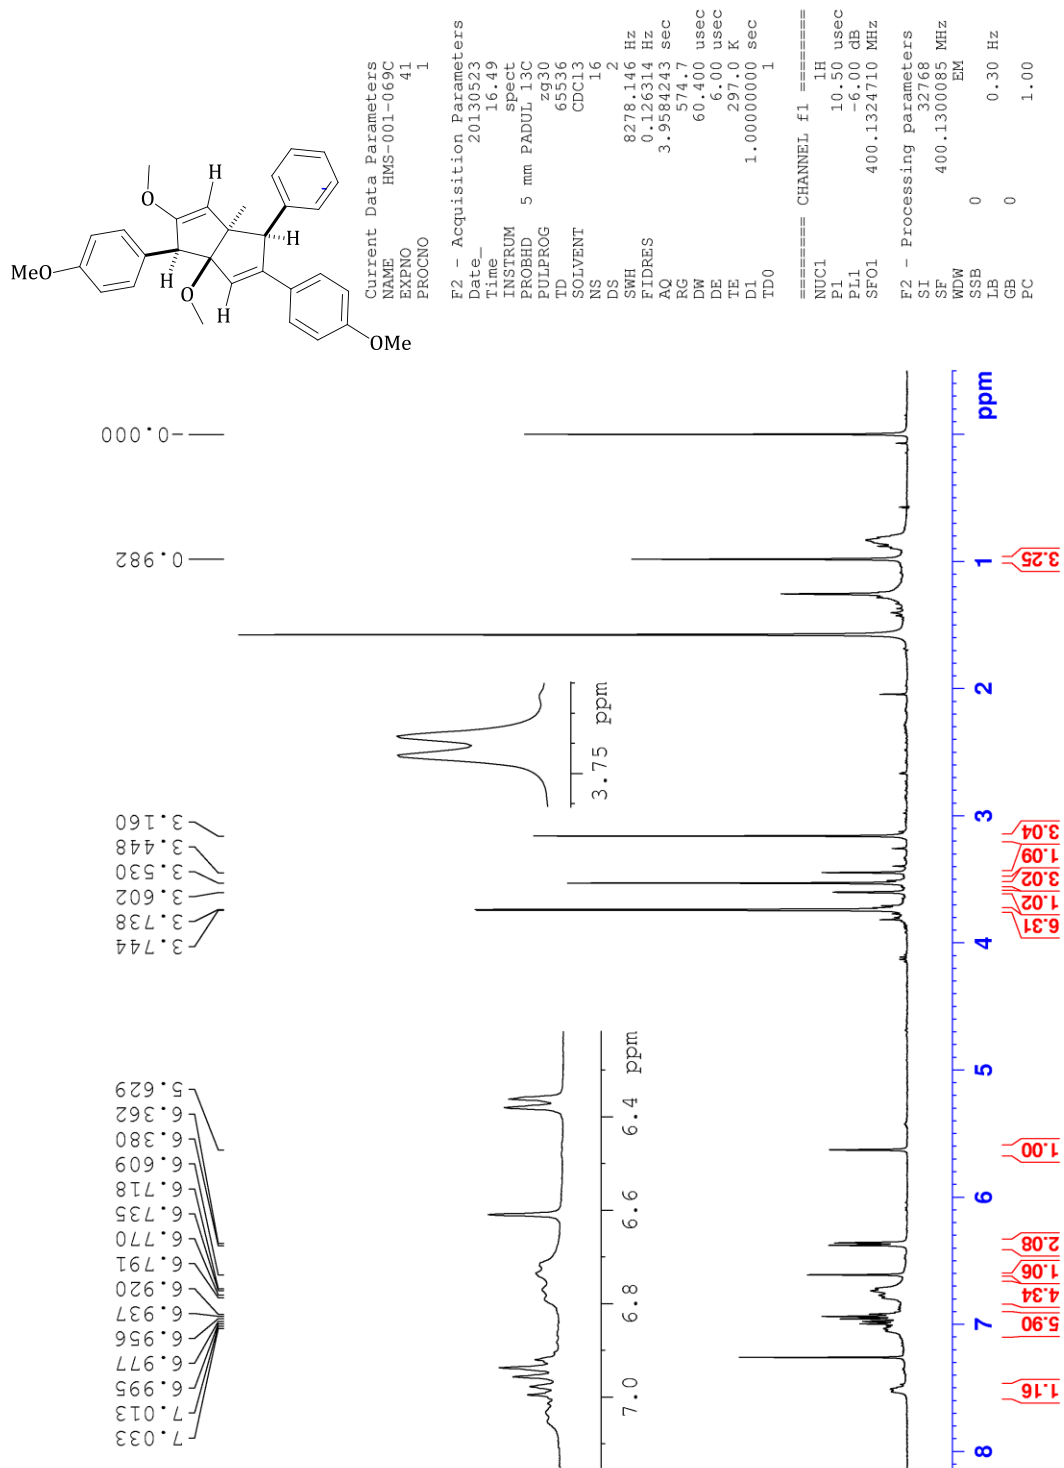 Current Data Parameters
NAME HMS-001-069C
EXPNO 41
PROCNO 1
F2 - Acquisition Parameters
Date_ 20130523
Time 16.49
INSTRUM spect
PROBHD 5 mm PADUL 13C
PULPROG zg30
TD 65536
SOLVENT CDCl3
NS 16
DS 2
SWH 8278.146 Hz
FIDRES 0.126314 Hz
AQ 3.9584243 sec
RG 574.7
DW 60.400 usec
DE 6.00 usec
TE 297.0 K
D1 1.00000000 sec
TD0 1
======== CHANNEL f1 ========
NUC1 1H
P1 10.50 usec
PL1 -6.00 dB
SFO1 400.1324710 MHz
F2 - Processing parameters
SI 32768
SF 400.1300085 MHz
WDW EM
SSB 0
LB 0.30 Hz
GB 0
PC 1.00
MeO
O
H
H
O
H
H
OMe
7.033
7.013
6.995
6.977
6.956
6.937
6.920
6.791
6.770
6.735
6.718
6.609
6.380
6.362
5.629
3.744
3.738
3.602
3.530
3.448
3.160
0.982
0.000
7.0 6.8 6.6 6.4 ppm
3.75 ppm
8 7 6 5 4 3 2 1 ppm
1.16
5.90
4.34
1.06
2.08
1.00
6.31
1.02
3.02
1.09
3.04
3.25